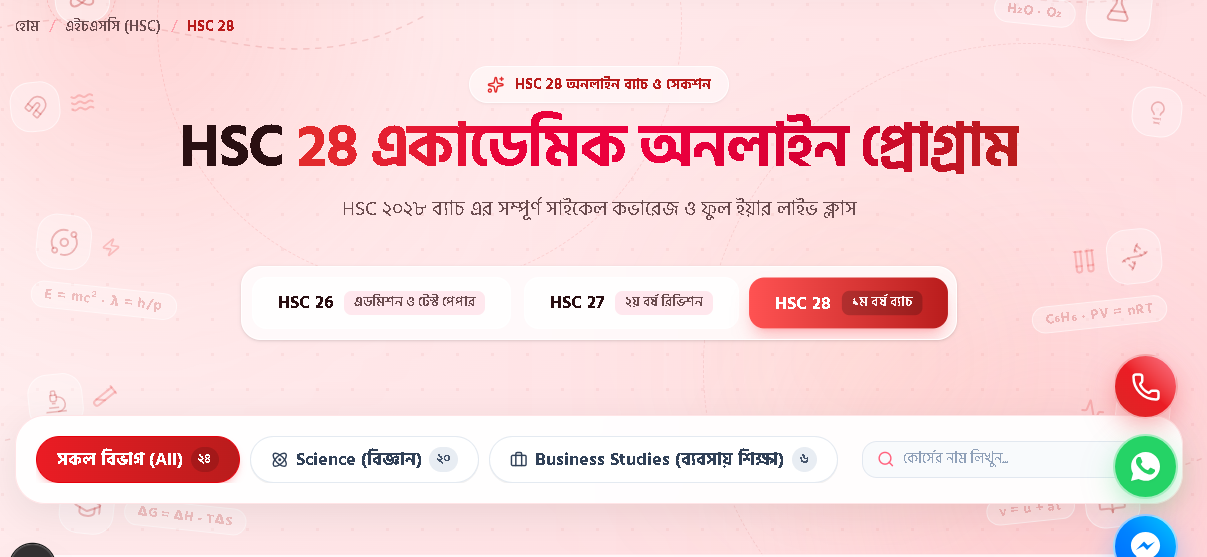 হোম / এইচএসসি (HSC) / HSC 28
H₂O · O₂
HSC 28 অনলাইন ব্যাচ ও সেকশন
HSC 28 একাডেমিক অনলাইন প্রোগ্রাম
HSC ২০২৮ ব্যাচ এর সম্পূর্ণ সাইকেল কভারেজ ও ফুল ইয়ার লাইভ ক্লাস
E = mc² · λ = h/p
HSC 26 এডমিশন ও টেস্ট পেপার HSC 27 ২য় বর্ষ রিভিশন HSC 28 ১ম বর্ষ ব্যাচ
C₆H₆ · PV = nRT
সকল বিভাগ (All) ২৪ Science (বিজ্ঞান) ২০ Business Studies (ব্যবসায় শিক্ষা) ৬ কোর্সের নাম লিখুন...
ΔG = ΔH - TΔS
v = u + at